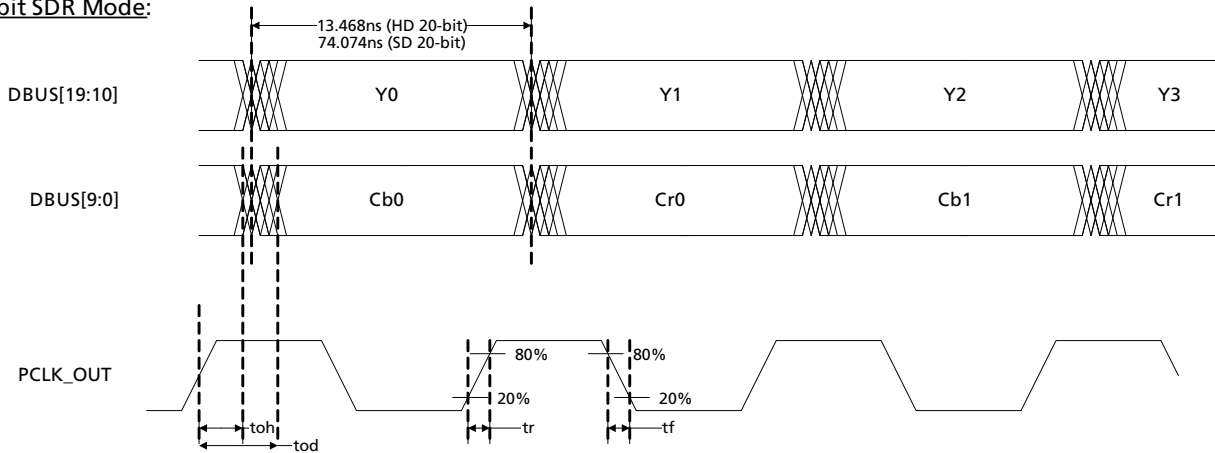 bit SDR Mode:
13.468ns (HD 20-bit)
74.074ns (SD 20-bit)
DBUS[19:10]
Y0
Y1
Y2
Y3
DBUS[9:0]
Cb0
Cr0
Cb1
Cr1
PCLK_OUT
80%
80%
20%
20%
toh
tod
tr
tf